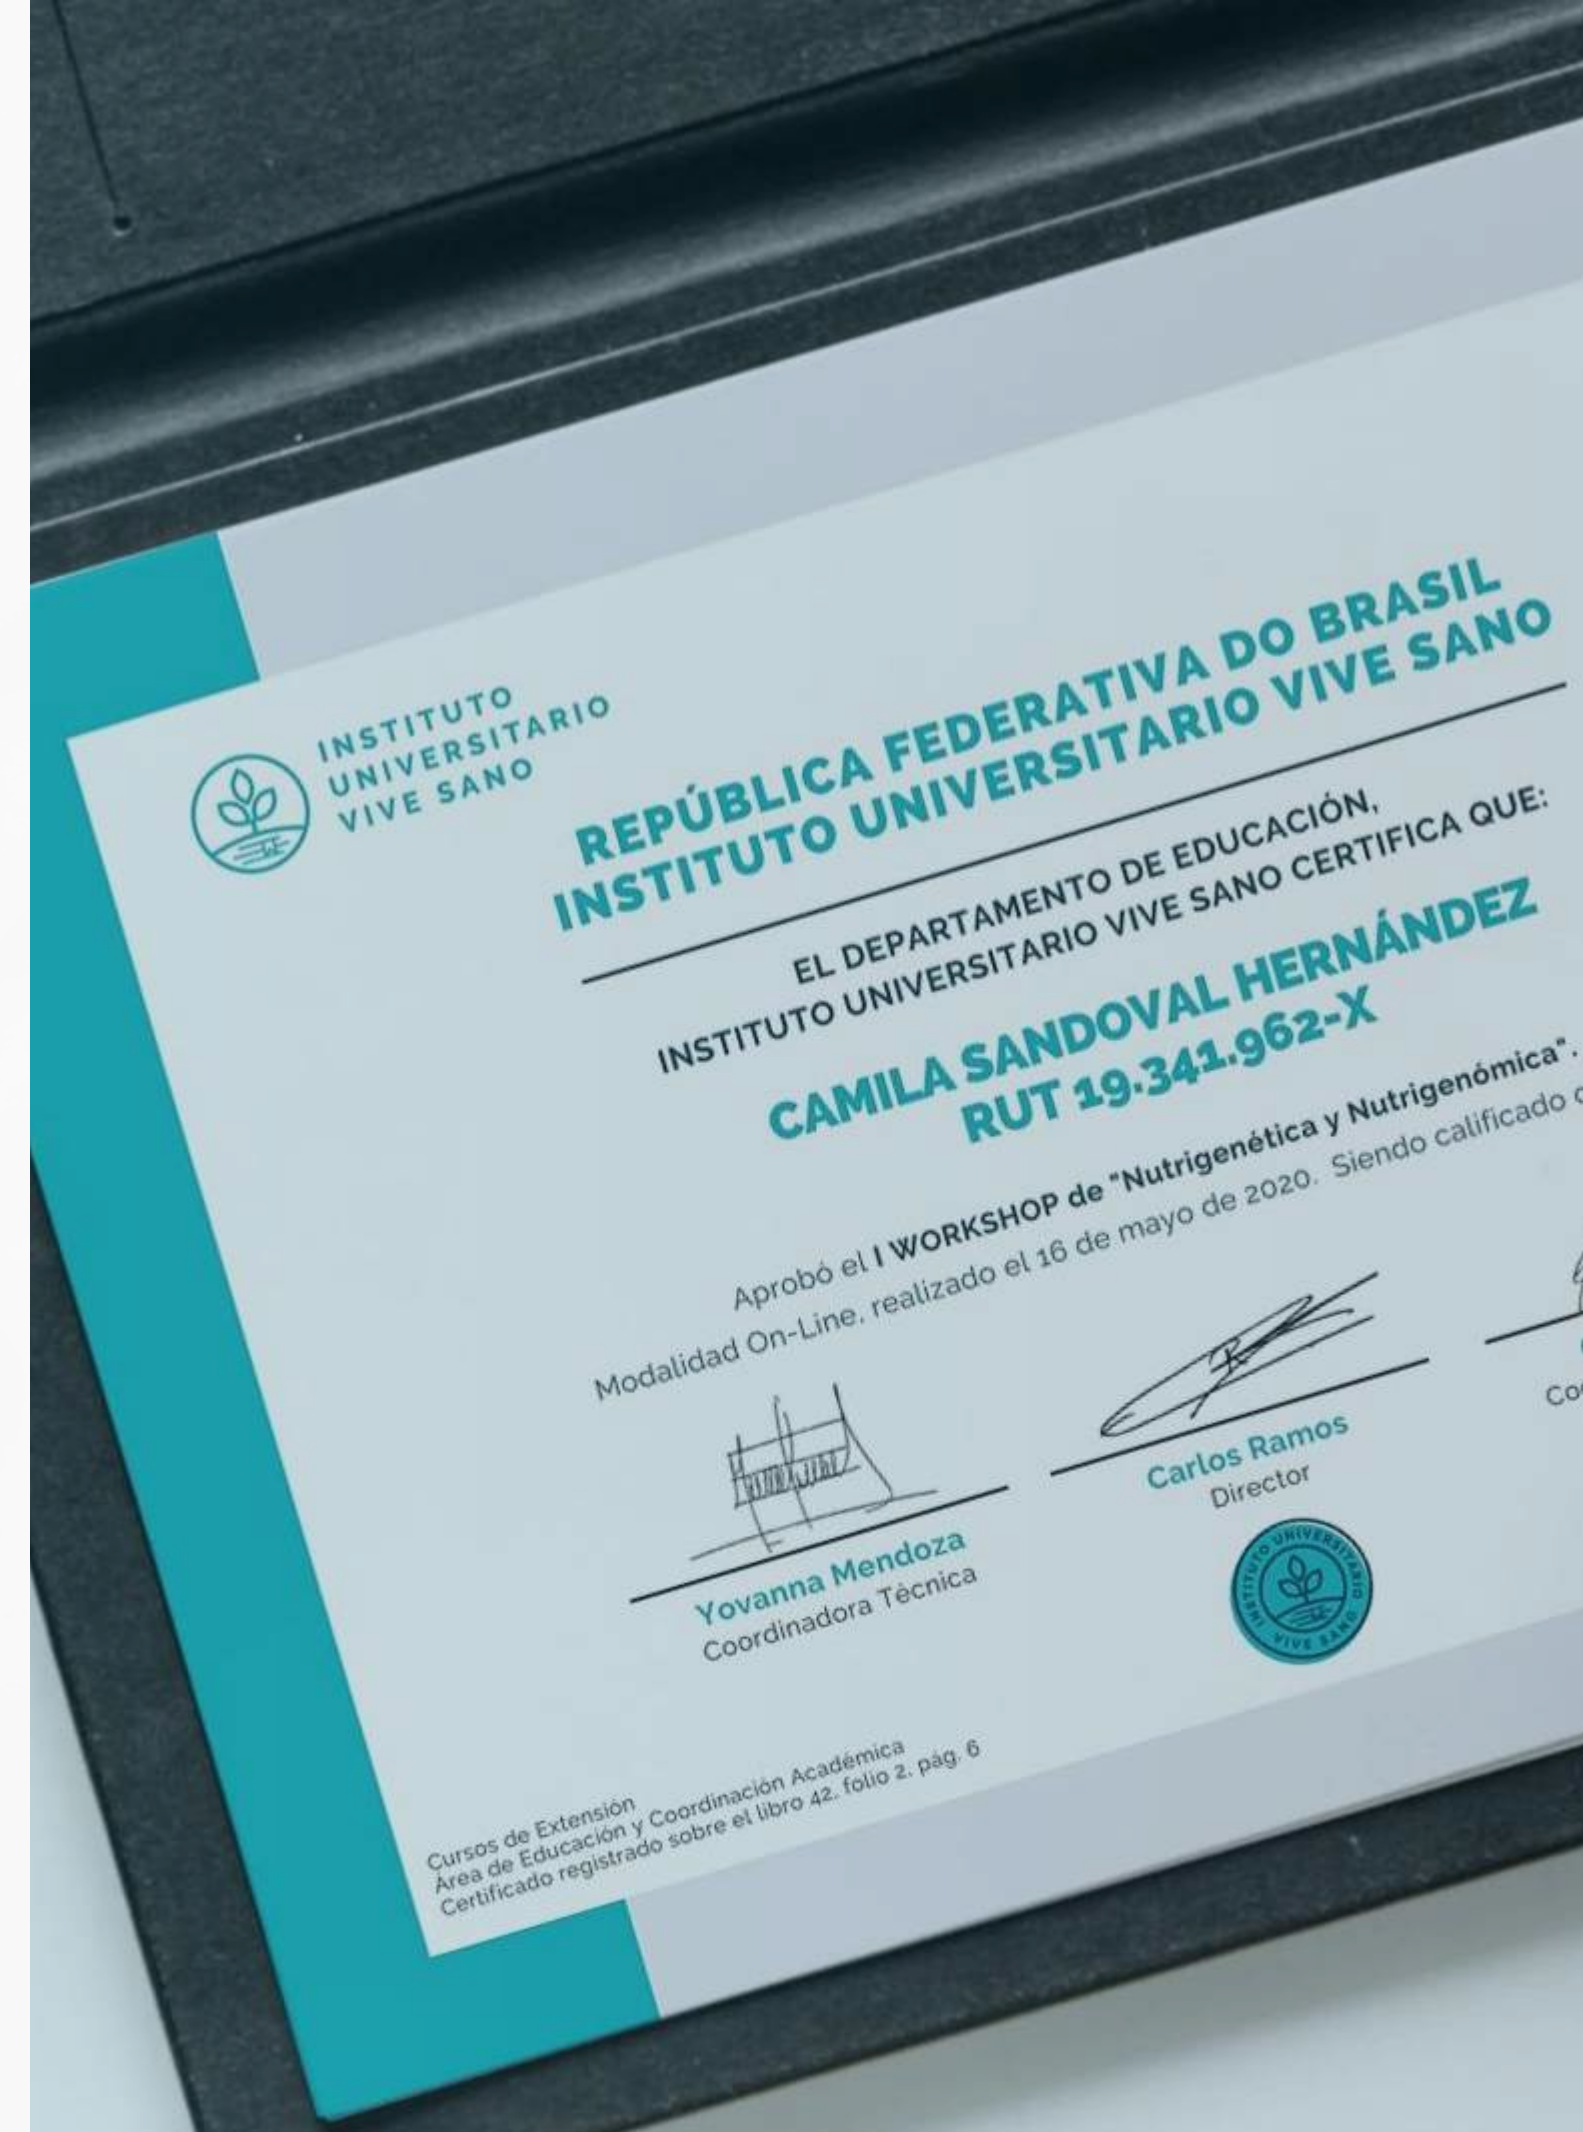 INSTITUTO
UNIVERSITARIO
VIVE SANO
REPÚBLICA FEDERATIVA DO BRASIL
INSTITUTO UNIVERSITARIO VIVE SANO
EL DEPARTAMENTO DE EDUCACIÓN,
INSTITUTO UNIVERSITARIO VIVE SANO CERTIFICA QUE:
CAMILA SANDOVAL HERNÁNDEZ
RUT 19.341.962-X
Aprobó el I WORKSHOP de "Nutrigenética y Nutrigenómica".
Modalidad On-Line, realizado el 16 de mayo de 2020. Siendo calificado
Yovanna Mendoza
Coordinadora Técnica
Carlos Ramos
Director
INSTITUTO UNIVERSITARIO
VIVE SANO
Cursos de Extensión
Área de Educación y Coordinación Académica
Certificado registrado sobre el libro 42, folio 2, pág. 6